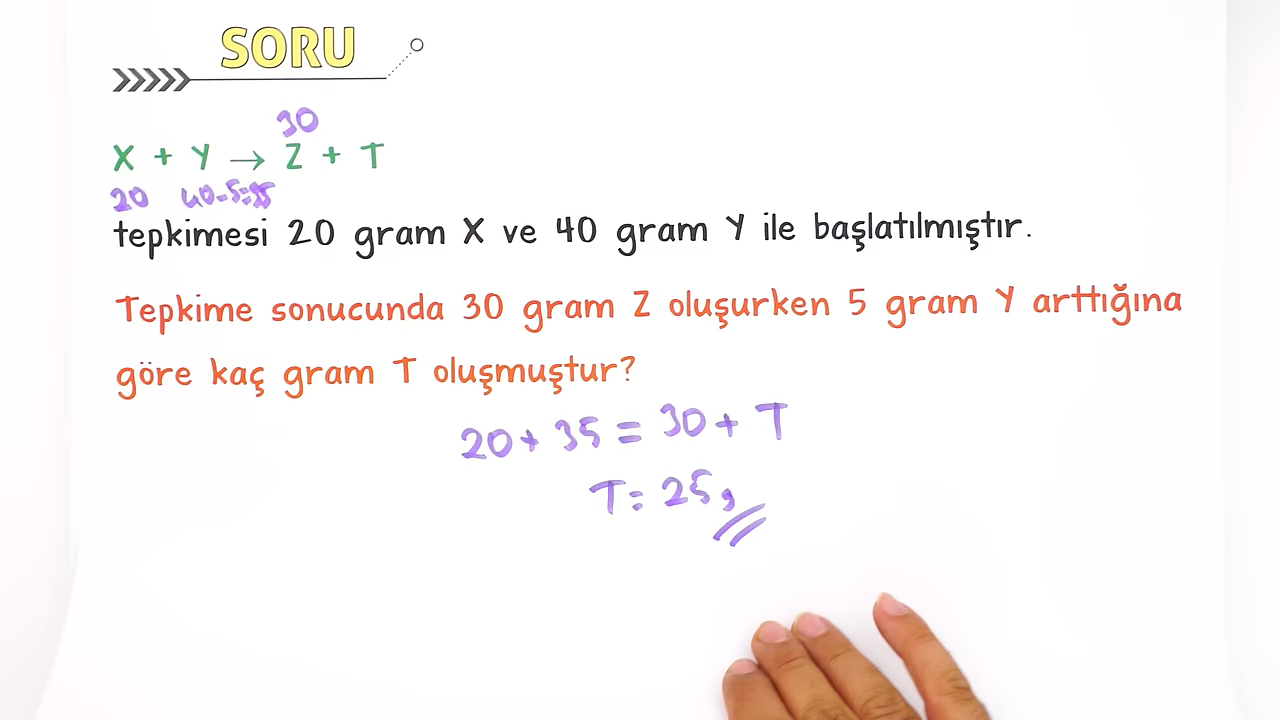 SORU
30
X + Y → Z + T
20 40-5=35
tepkimesi 20 gram X ve 40 gram Y ile başlatılmıştır.
Tepkime sonucunda 30 gram Z oluşurken 5 gram Y arttığına
göre kaç gram T oluşmuştur?
20 + 35 = 30 + T
T = 25g